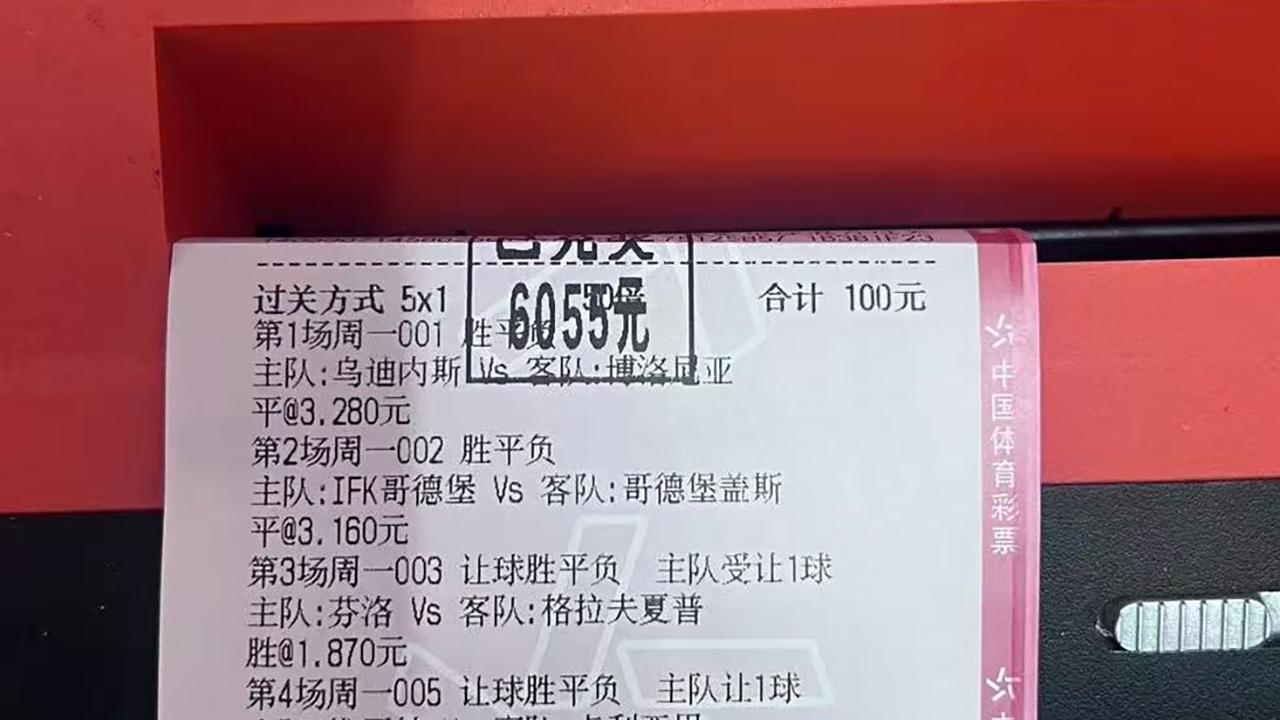 已兑奖
6055元
过关方式 5x1 50倍 合计 100元
第1场周一001 胜平负
主队:乌迪内斯 Vs 客队:博洛尼亚
平@3.280元
第2场周一002 胜平负
主队:IFK哥德堡 Vs 客队:哥德堡盖斯
平@3.160元
第3场周一003 让球胜平负 主队受让1球
主队:芬洛 Vs 客队:格拉夫夏普
胜@1.870元
第4场周一005 让球胜平负 主队让1球
中国体育彩票
中